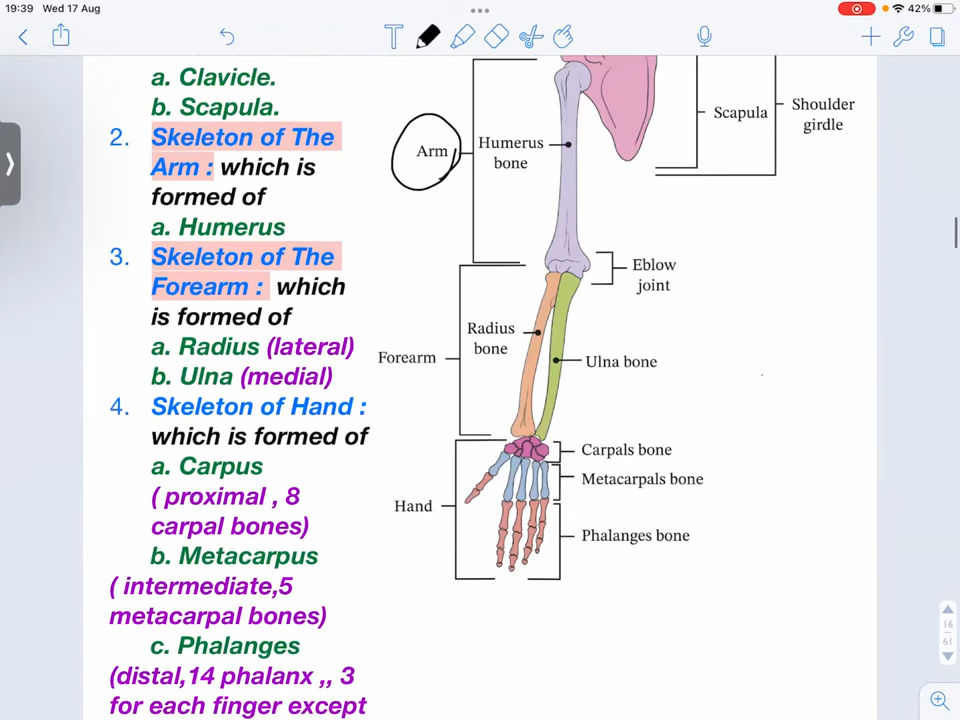 19:39 Wed 17 Aug
42%
a. Clavicle.
b. Scapula.
2. Skeleton of The
Arm : which is
formed of
a. Humerus
3. Skeleton of The
Forearm : which
is formed of
a. Radius (lateral)
b. Ulna (medial)
4. Skeleton of Hand :
which is formed of
a. Carpus
( proximal , 8
carpal bones)
b. Metacarpus
( intermediate,5
metacarpal bones)
c. Phalanges
(distal,14 phalanx ,, 3
for each finger except
Arm
Humerus
bone
Scapula
Shoulder
girdle
Eblow
joint
Forearm
Radius
bone
Ulna bone
Hand
Carpals bone
Metacarpals bone
Phalanges bone
16
61